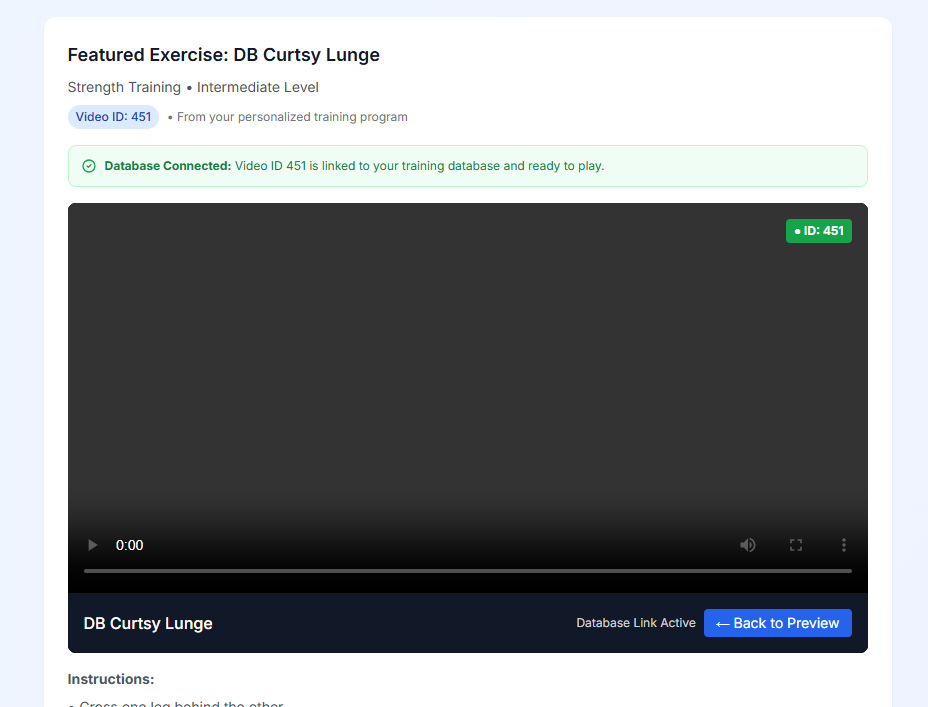 Featured Exercise: DB Curtsy Lunge
Strength Training • Intermediate Level
Video ID: 451 • From your personalized training program
Database Connected: Video ID 451 is linked to your training database and ready to play.
● ID: 451
0:00
DB Curtsy Lunge Database Link Active ← Back to Preview
Instructions:
• Cross one leg behind the other